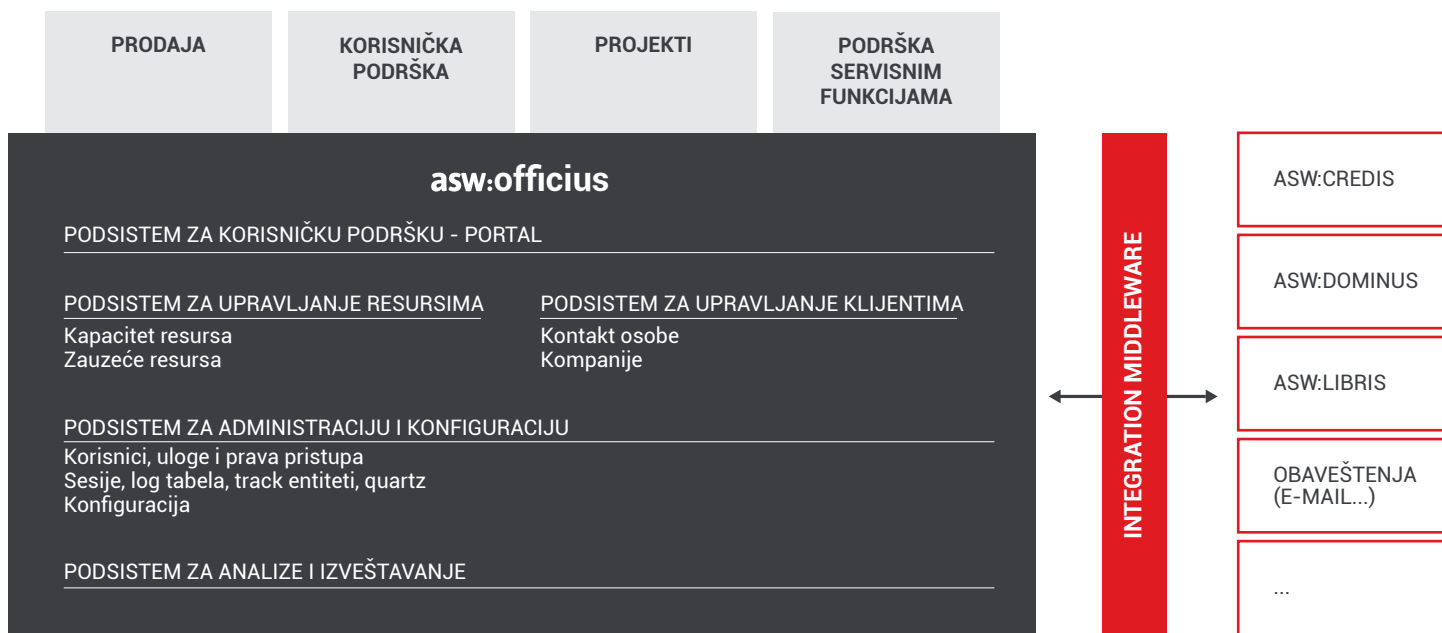 PRODAJA
KORISNIČKA
PODRŠKA
PROJEKTI
PODRŠKA
SERVISNIM
FUNKCIJAMA
asw:officius
PODSISTEM ZA KORISNIČKU PODRŠKU - PORTAL
PODSISTEM ZA UPRAVLJANJE RESURSIMA
Kapacitet resursa
Zauzeće resursa
PODSISTEM ZA UPRAVLJANJE KLIJENTIMA
Kontakt osobe
Kompanije
PODSISTEM ZA ADMINISTRACIJU I KONFIGURACIJU
Korisnici, uloge i prava pristupa
Sesije, log tabela, track entiteti, quartz
Konfiguracija
PODSISTEM ZA ANALIZE I IZVEŠTAVANJE
INTEGRATION MIDDLEWARE
ASW:CREDIS
ASW:DOMINUS
ASW:LIBRIS
OBAVEŠTENJA
(E-MAIL...)
...